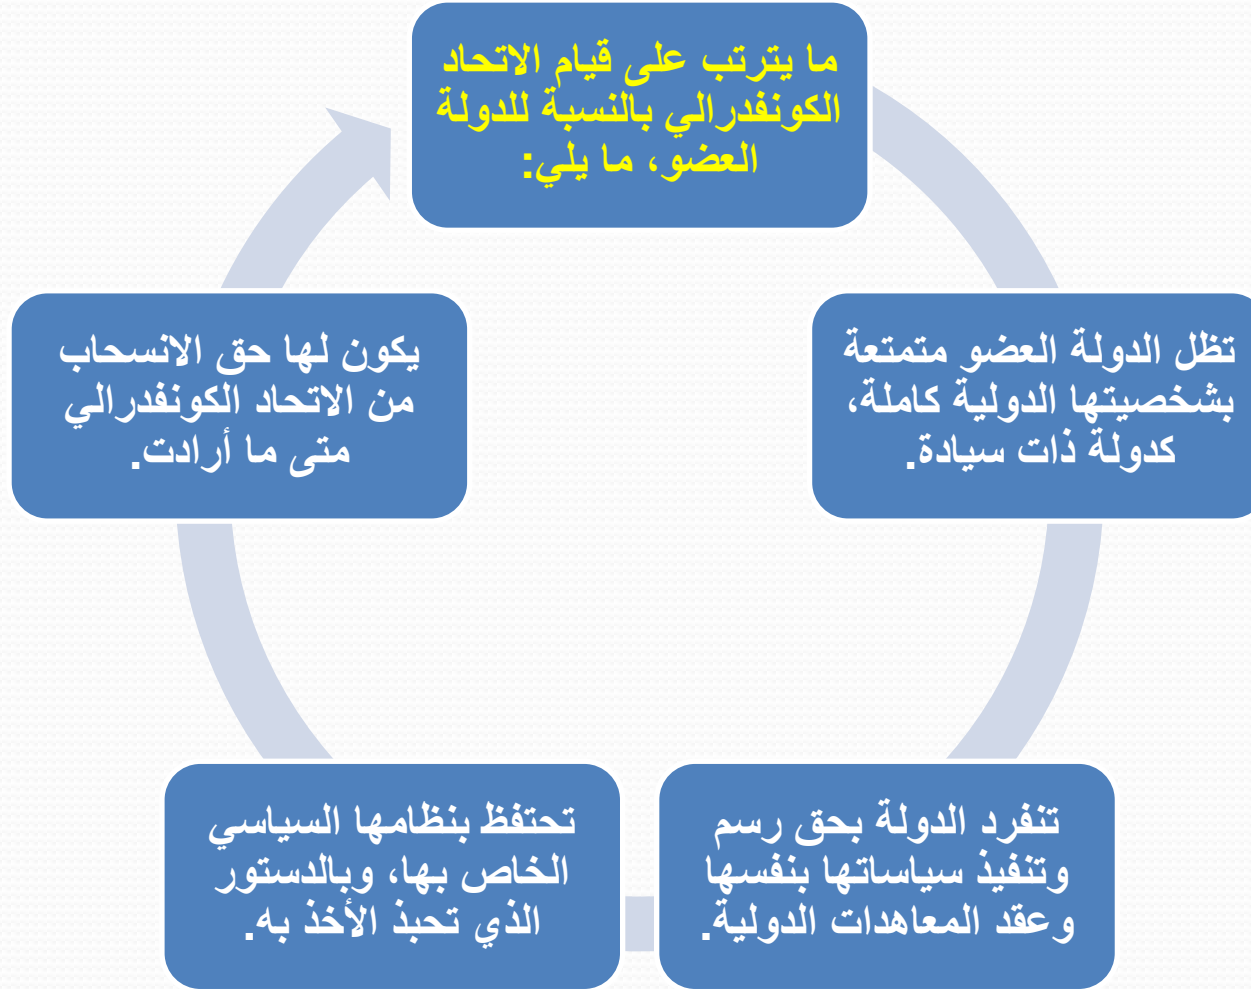 ما يترتب على قيام الاتحاد
الكونفدرالي بالنسبة للدولة
العضو، ما يلي:
تظل الدولة العضو متمتعة
بشخصيتها الدولية كاملة،
كدولة ذات سيادة.
تنفرد الدولة بحق رسم
وتنفيذ سياساتها بنفسها
وعقد المعاهدات الدولية.
تحتفظ بنظامها السياسي
الخاص بها، وبالدستور
الذي تحبذ الأخذ به.
يكون لها حق الانسحاب
من الاتحاد الكونفدرالي
متى ما أرادت.